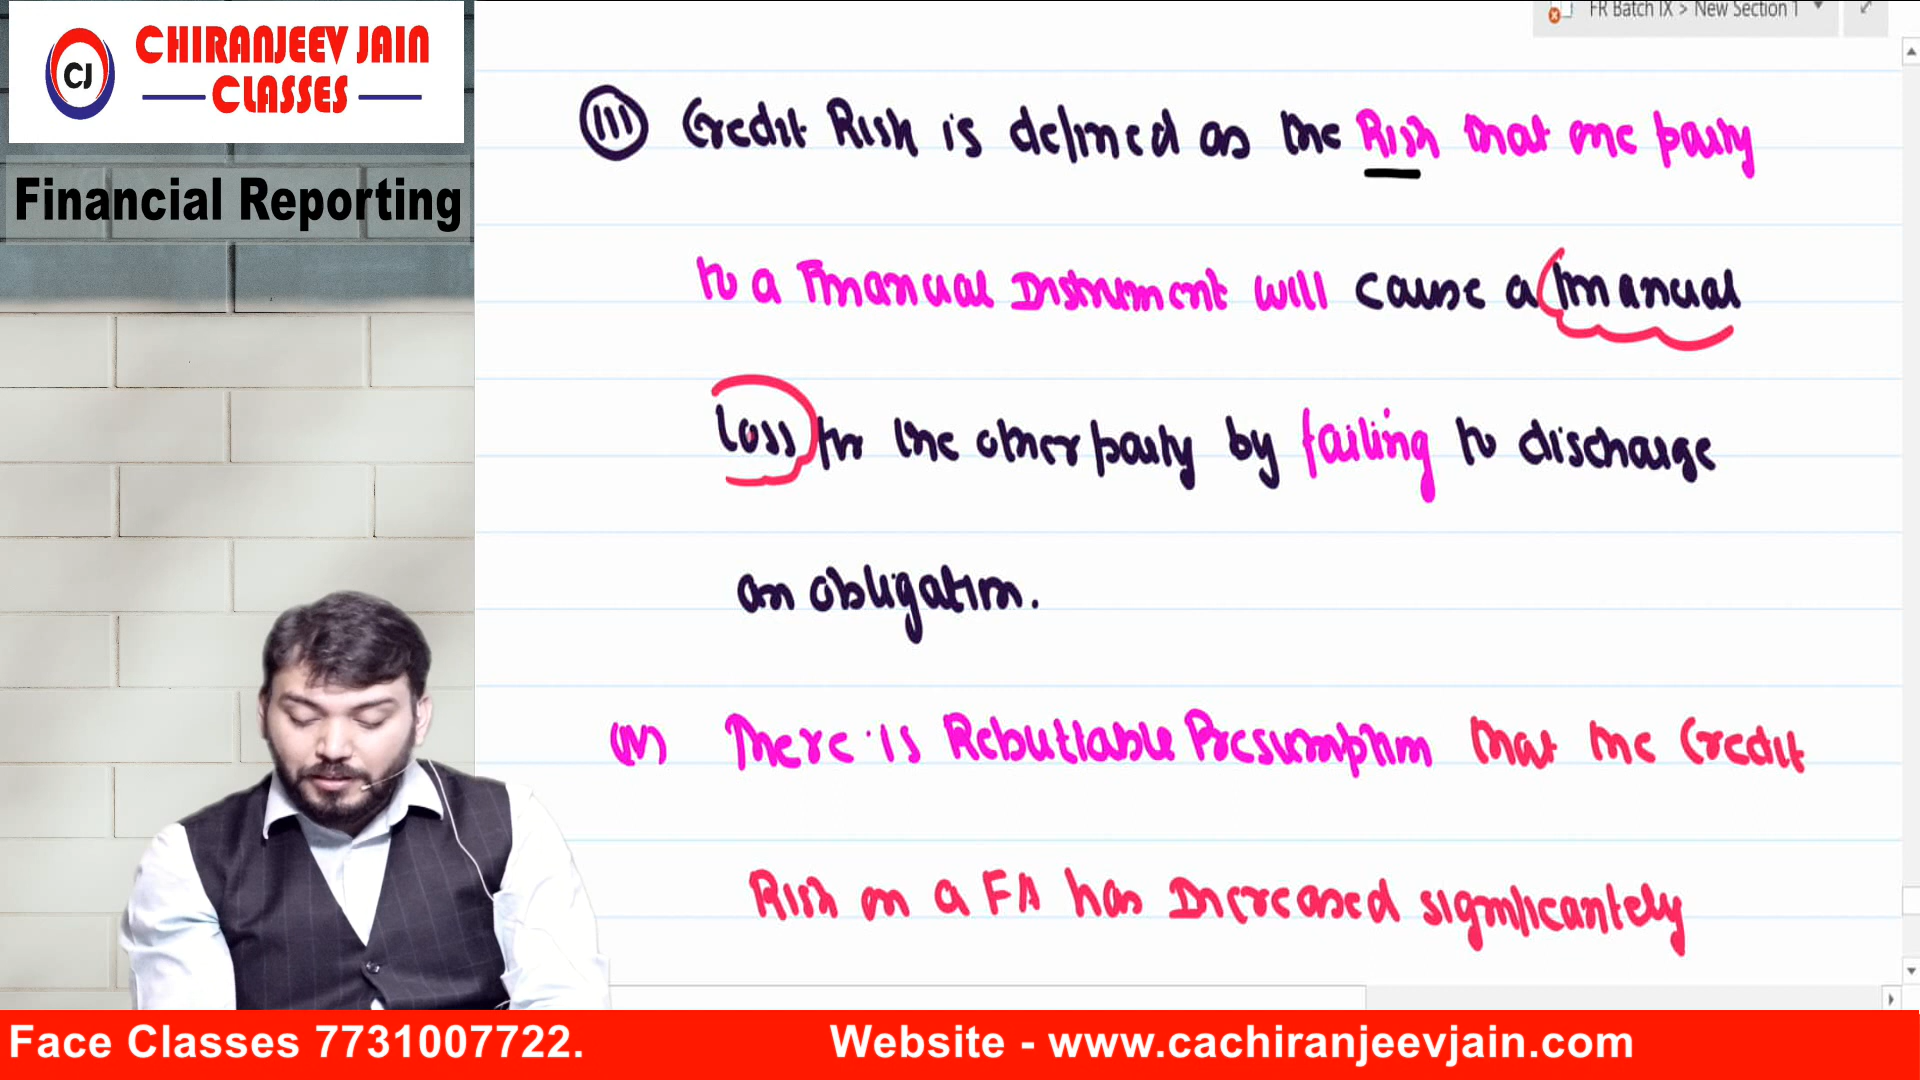 CHIRANJEEV JAIN
CLASSES
CJ
Financial Reporting
FR Batch IX > New Section 1
(III) Credit Risk is defined as the Risk that one party
to a Financial Instrument will cause a financial
loss for the other party by failing to discharge
an obligation.
(IV) There is Rebuttable Presumption that the Credit
Risk on a FA has Increased significantely
Face Classes 7731007722.
Website - www.cachiranjeevjain.com